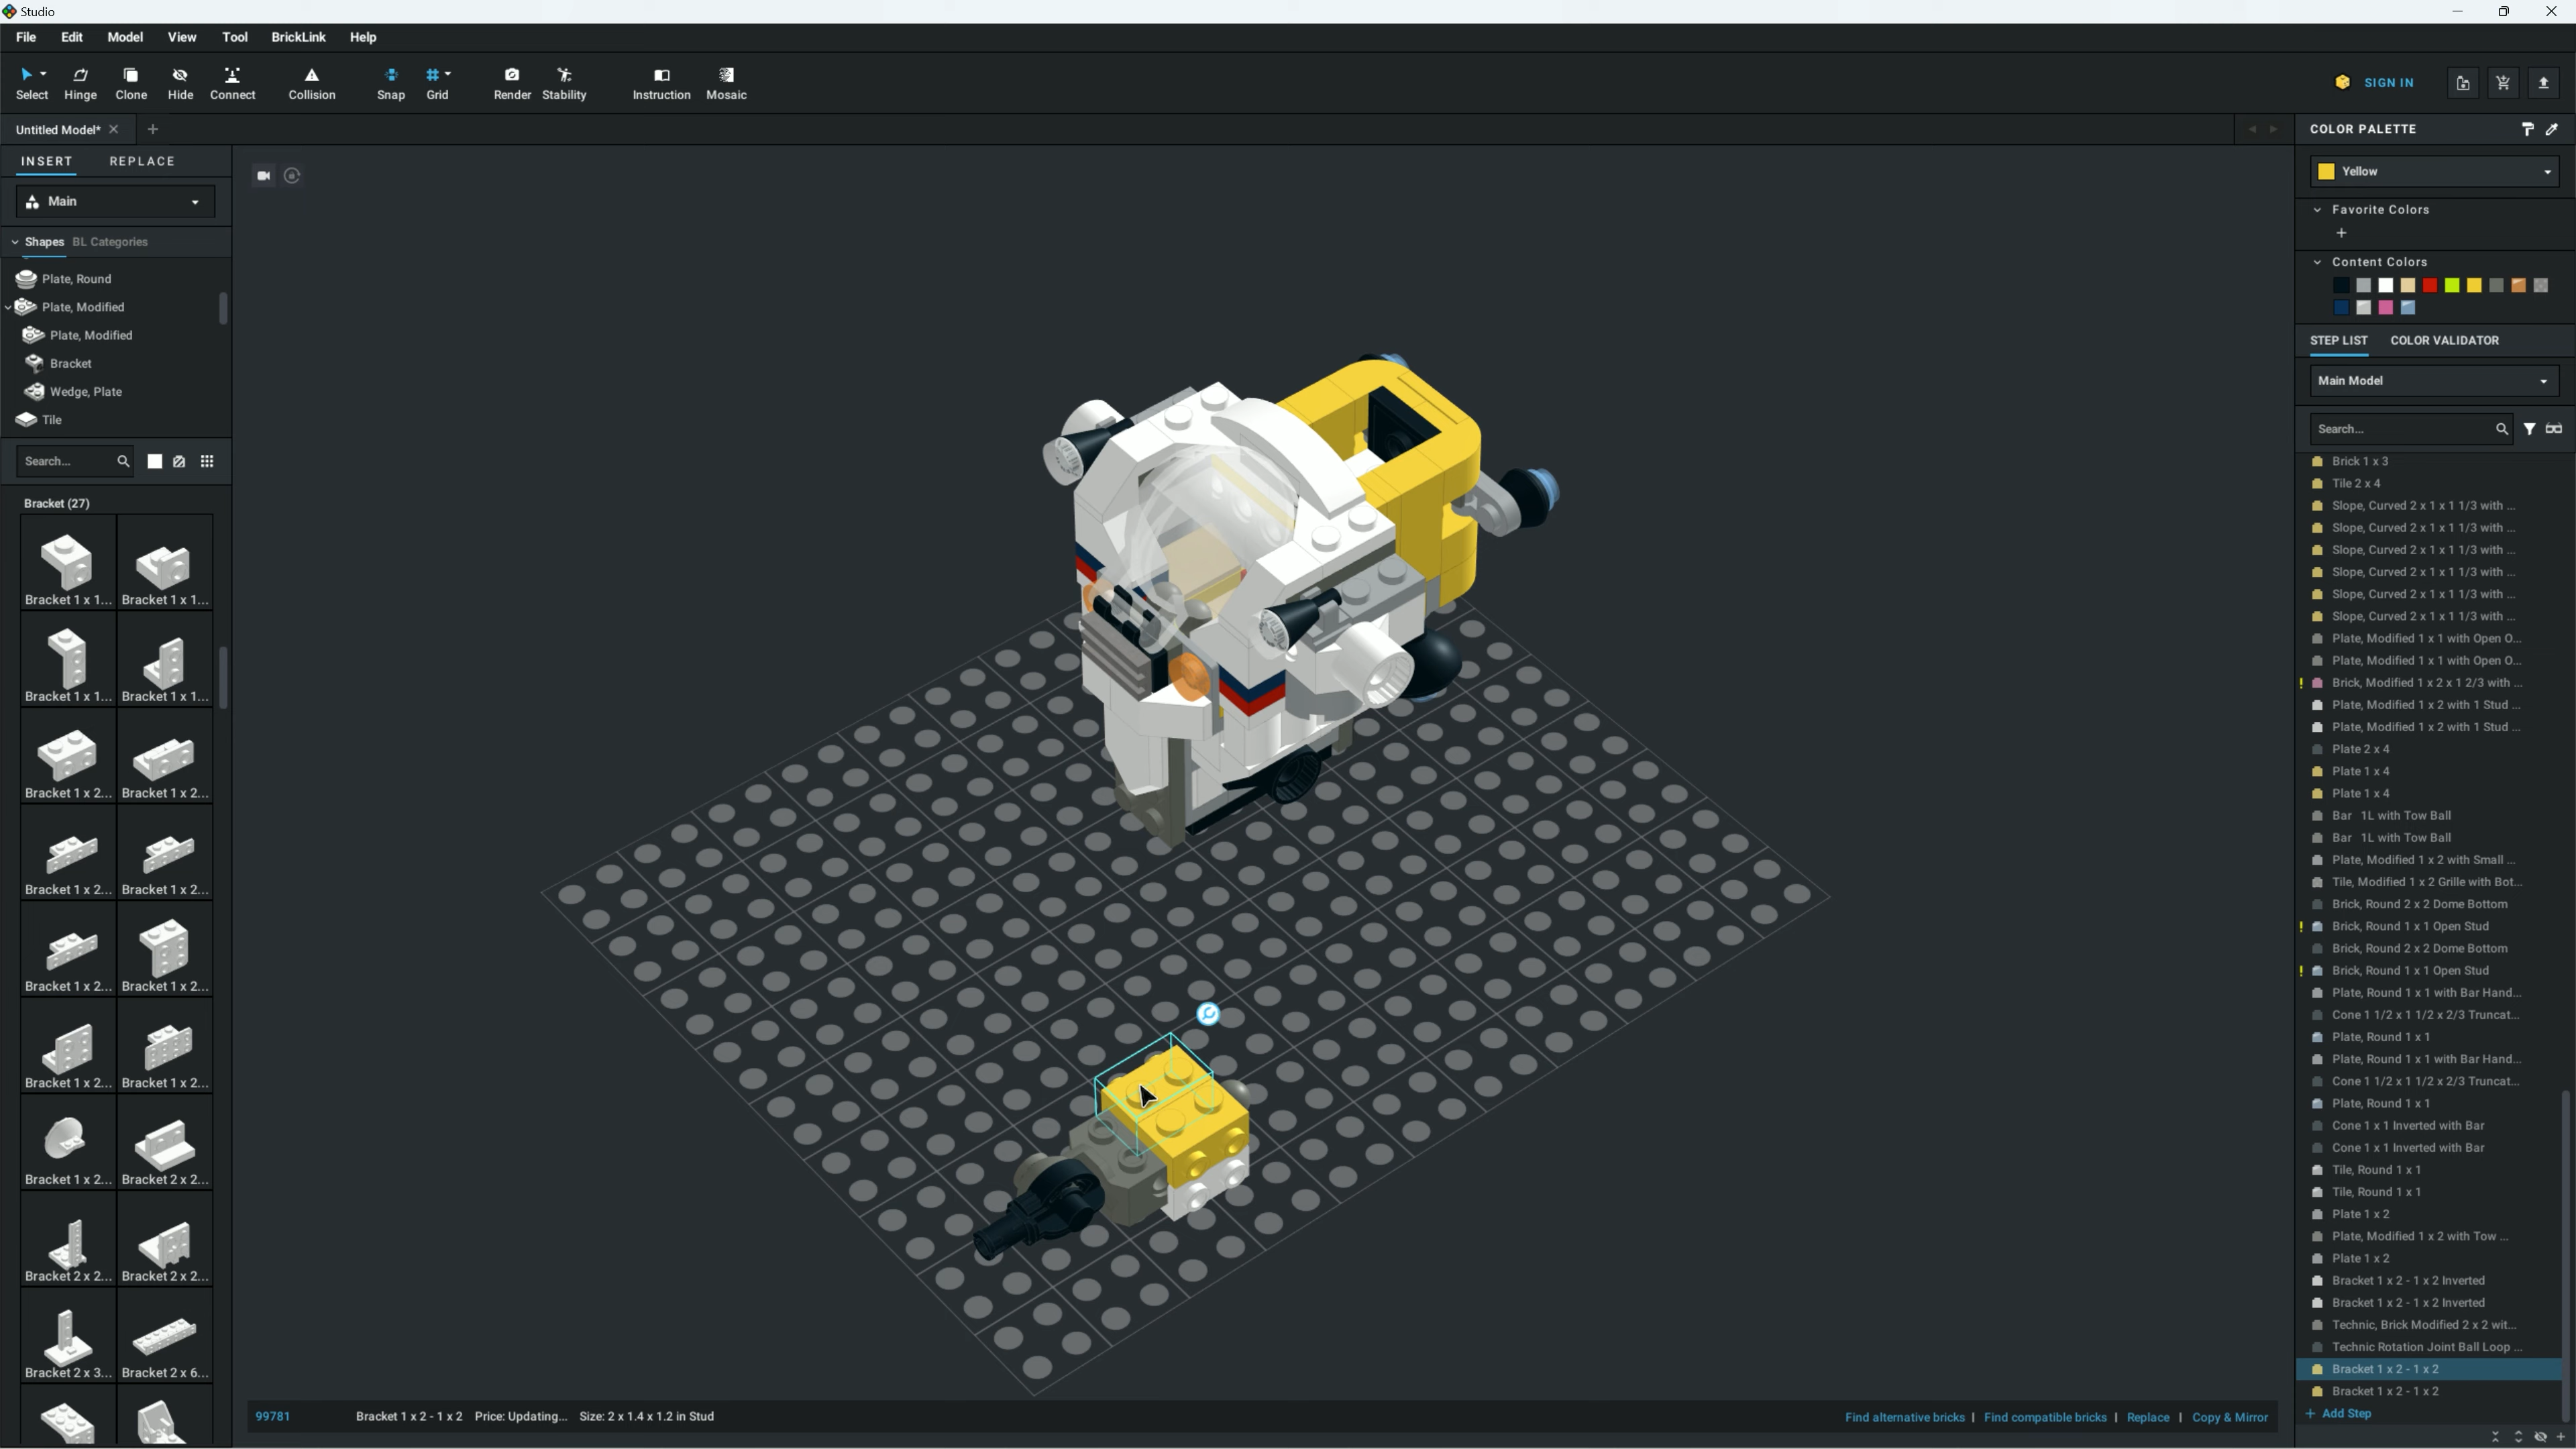 Studio
File Edit Model View Tool BrickLink Help
Select Hinge Clone Hide Connect Collision Snap Grid Render Stability Instruction Mosaic
SIGN IN
Untitled Model*
INSERT REPLACE
Main
Shapes BL Categories
Plate, Round
Plate, Modified
Plate, Modified
Bracket
Wedge, Plate
Tile
Search...
Bracket (27)
Bracket 1 x 1... Bracket 1 x 1...
Bracket 1 x 1... Bracket 1 x 1...
Bracket 1 x 2... Bracket 1 x 2...
Bracket 1 x 2... Bracket 1 x 2...
Bracket 1 x 2... Bracket 1 x 2...
Bracket 1 x 2... Bracket 1 x 2...
Bracket 1 x 2... Bracket 2 x 2...
Bracket 2 x 2... Bracket 2 x 2...
Bracket 2 x 3... Bracket 2 x 6...
99781 Bracket 1 x 2 - 1 x 2 Price: Updating... Size: 2 x 1.4 x 1.2 in Stud
Find alternative bricks | Find compatible bricks | Replace | Copy & Mirror
COLOR PALETTE
Yellow
Favorite Colors
+
Content Colors
STEP LIST COLOR VALIDATOR
Main Model
Search...
Brick 1 x 3
Tile 2 x 4
Slope, Curved 2 x 1 x 1 1/3 with ...
Slope, Curved 2 x 1 x 1 1/3 with ...
Slope, Curved 2 x 1 x 1 1/3 with ...
Slope, Curved 2 x 1 x 1 1/3 with ...
Slope, Curved 2 x 1 x 1 1/3 with ...
Slope, Curved 2 x 1 x 1 1/3 with ...
Plate, Modified 1 x 1 with Open O...
Plate, Modified 1 x 1 with Open O...
! Brick, Modified 1 x 2 x 1 2/3 with ...
Plate, Modified 1 x 2 with 1 Stud ...
Plate, Modified 1 x 2 with 1 Stud ...
Plate 2 x 4
Plate 1 x 4
Plate 1 x 4
Bar 1L with Tow Ball
Bar 1L with Tow Ball
Plate, Modified 1 x 2 with Small ...
Tile, Modified 1 x 2 Grille with Bot...
Brick, Round 2 x 2 Dome Bottom
! Brick, Round 1 x 1 Open Stud
Brick, Round 2 x 2 Dome Bottom
! Brick, Round 1 x 1 Open Stud
Plate, Round 1 x 1 with Bar Hand...
Cone 1 1/2 x 1 1/2 x 2/3 Truncat...
Plate, Round 1 x 1
Plate, Round 1 x 1 with Bar Hand...
Cone 1 1/2 x 1 1/2 x 2/3 Truncat...
Plate, Round 1 x 1
Cone 1 x 1 Inverted with Bar
Cone 1 x 1 Inverted with Bar
Tile, Round 1 x 1
Tile, Round 1 x 1
Plate 1 x 2
Plate, Modified 1 x 2 with Tow ...
Plate 1 x 2
Bracket 1 x 2 - 1 x 2 Inverted
Bracket 1 x 2 - 1 x 2 Inverted
Technic, Brick Modified 2 x 2 wit...
Technic Rotation Joint Ball Loop ...
Bracket 1 x 2 - 1 x 2
Bracket 1 x 2 - 1 x 2
+ Add Step